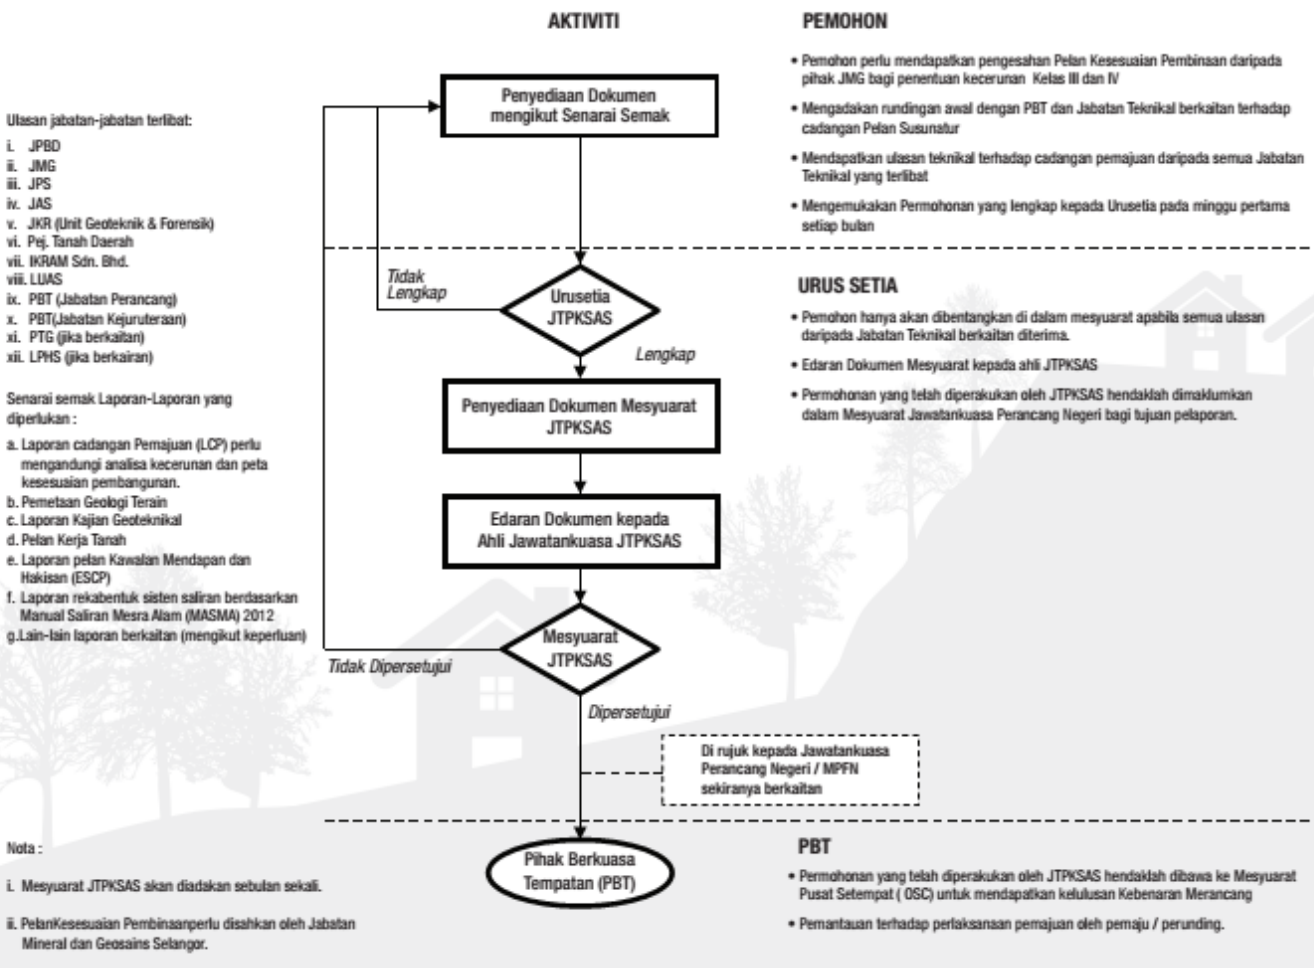 AKTIVITI
PEMOHON
• Pemohon perlu mendapatkan pengesahan Pelan Kesesuaian Pembinaan daripada
pihak JMG bagi penentuan kecerunan Kelas III dan IV
• Mengadakan rundingan awal dengan PBT dan Jabatan Teknikal berkaitan terhadap
cadangan Pelan Susunatur
• Mendapatkan ulasan teknikal terhadap cadangan pemajuan daripada semua Jabatan
Teknikal yang terlibat
• Mengemukakan Permohonan yang lengkap kepada Urusetia pada minggu pertama
setiap bulan
Penyediaan Dokumen
mengikut Senarai Semak
Ulasan jabatan-jabatan terlibat:
i. JPBD
ii. JMG
iii. JPS
iv. JAS
v. JKR (Unit Geoteknik & Forensik)
vi. Pej. Tanah Daerah
vii. IKRAM Sdn. Bhd.
viii. LUAS
ix. PBT (Jabatan Perancang)
x. PBT(Jabatan Kejuruteraan)
xi. PTG (jika berkaitan)
xii. LPHS (jika berkairan)
Senarai semak Laporan-Laporan yang
diperlukan :
a. Laporan cadangan Pemajuan (LCP) perlu
mengandungi analisa kecerunan dan peta
kesesuaian pembangunan.
b. Pemetaan Geologi Terain
c. Laporan Kajian Geoteknikal
d. Pelan Kerja Tanah
e. Laporan pelan Kawalan Mendapan dan
Hakisan (ESCP)
f. Laporan rekabentuk sisten saliran berdasarkan
Manual Saliran Mesra Alam (MASMA) 2012
g.Lain-lain laporan berkaitan (mengikut keperluan)
Tidak
Lengkap
Urusetia
JTPKSAS
Lengkap
URUS SETIA
• Pemohon hanya akan dibentangkan di dalam mesyuarat apabila semua ulasan
daripada Jabatan Teknikal berkaitan diterima.
• Edaran Dokumen Mesyuarat kepada ahli JTPKSAS
• Permohonan yang telah diperakukan oleh JTPKSAS hendaklah dimaklumkan
dalam Mesyuarat Jawatankuasa Perancang Negeri bagi tujuan pelaporan.
Penyediaan Dokumen Mesyuarat
JTPKSAS
Edaran Dokumen kepada
Ahli Jawatankuasa JTPKSAS
Mesyuarat
JTPKSAS
Tidak Dipersetujui
Dipersetujui
Di rujuk kepada Jawatankuasa
Perancang Negeri / MPFN
sekiranya berkaitan
Pihak Berkuasa
Tempatan (PBT)
PBT
• Permohonan yang telah diperakukan oleh JTPKSAS hendaklah dibawa ke Mesyuarat
Pusat Setempat ( OSC) untuk mendapatkan kelulusan Kebenaran Merancang
• Pemantauan terhadap perlaksanaan pemajuan oleh pemaju / perunding.
Nota :
i. Mesyuarat JTPKSAS akan diadakan sebulan sekali.
ii. PelanKesesuaian Pembinaanperlu disahkan oleh Jabatan
Mineral dan Geosains Selangor.